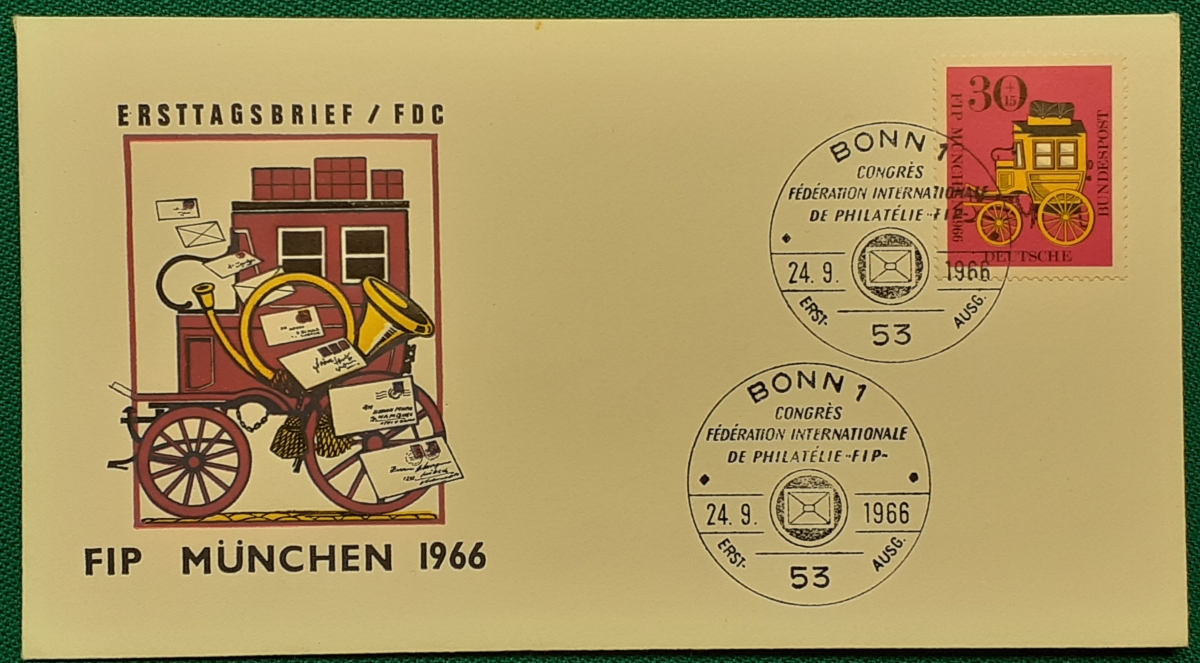 ERSTTAGSBRIEF / FDC
FIP MÜNCHEN 1966
30
+
15
FIP MÜNCHEN 1966
DEUTSCHE
BUNDESPOST
BONN 1
CONGRÈS
FÉDÉRATION INTERNATIONALE
DE PHILATÉLIE -FIP-
24.9. 1966
ERST- AUSG.
53
BONN 1
CONGRÈS
FÉDÉRATION INTERNATIONALE
DE PHILATÉLIE -FIP-
24.9. 1966
ERST- AUSG.
53